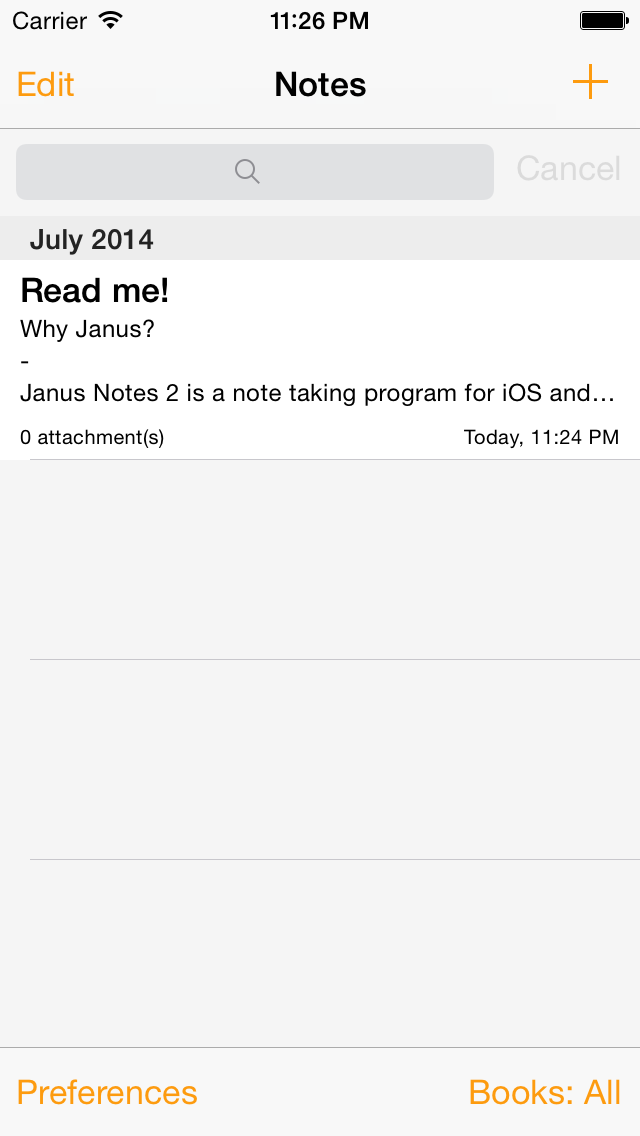 Carrier 11:26 PM
Edit Notes +
Cancel
July 2014
Read me!
Why Janus?
-
Janus Notes 2 is a note taking program for iOS and...
0 attachment(s) Today, 11:24 PM
Preferences Books: All